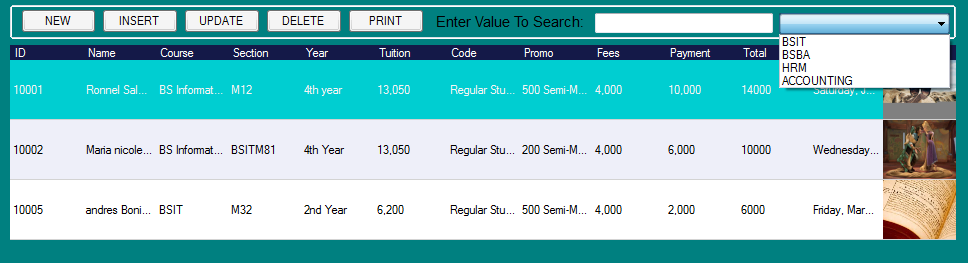 NEW INSERT UPDATE DELETE PRINT Enter Value To Search:
BSIT
BSBA
HRM
ACCOUNTING
ID Name Course Section Year Tuition Code Promo Fees Payment Total
10001 Ronnel Sal... BS Informat... M12 4th year 13,050 Regular Stu... 500 Semi-M... 4,000 10,000 14000 Saturday, J...
10002 Maria nicole... BS Informat... BSITM81 4th Year 13,050 Regular Stu... 200 Semi-M... 4,000 6,000 10000 Wednesday...
10005 andres Boni... BSIT M32 2nd Year 6,200 Regular Stu... 500 Semi-M... 4,000 2,000 6000 Friday, Mar...